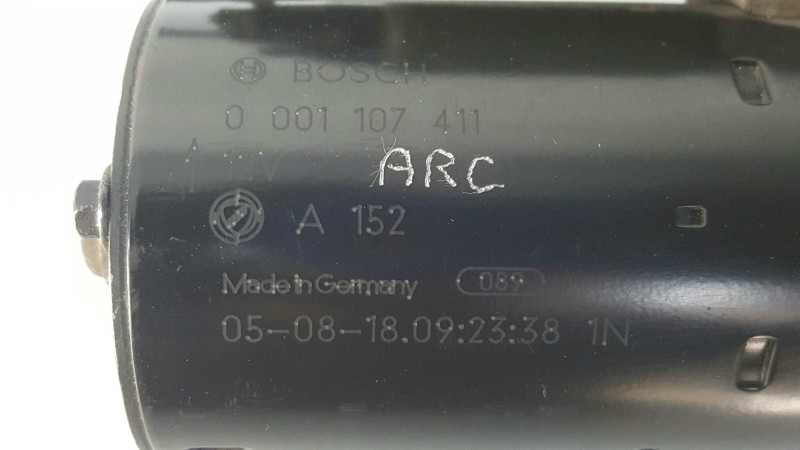 BOSCH
0 001 107 411
ARC
A 152
Made in Germany 089
05-08-18.09:23:38 1N